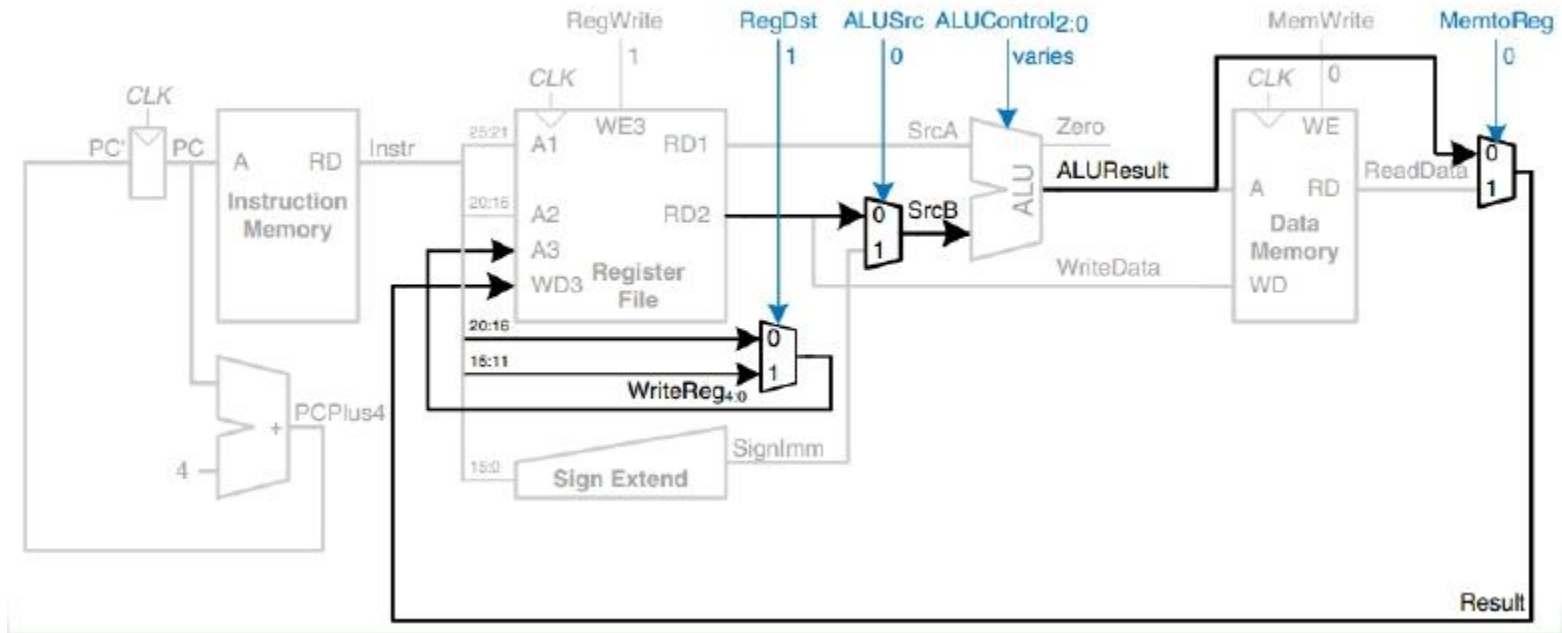 RegWrite RegDst ALUSrc ALUControl2:0 MemWrite MemtoReg
1 1 0 varies 0 0
CLK CLK CLK
PC' PC A RD Instr
Instruction
Memory
25:21 A1 WE3 RD1 SrcA Zero
20:16 A2 RD2 0 SrcB ALU ALUResult A WE RD ReadData 0
A3 1 Data 1
WD3 Register Memory
File WriteData WD
20:16 0
15:11 1
WriteReg4:0
PCPlus4
+
4
SignImm
15:0 Sign Extend
Result